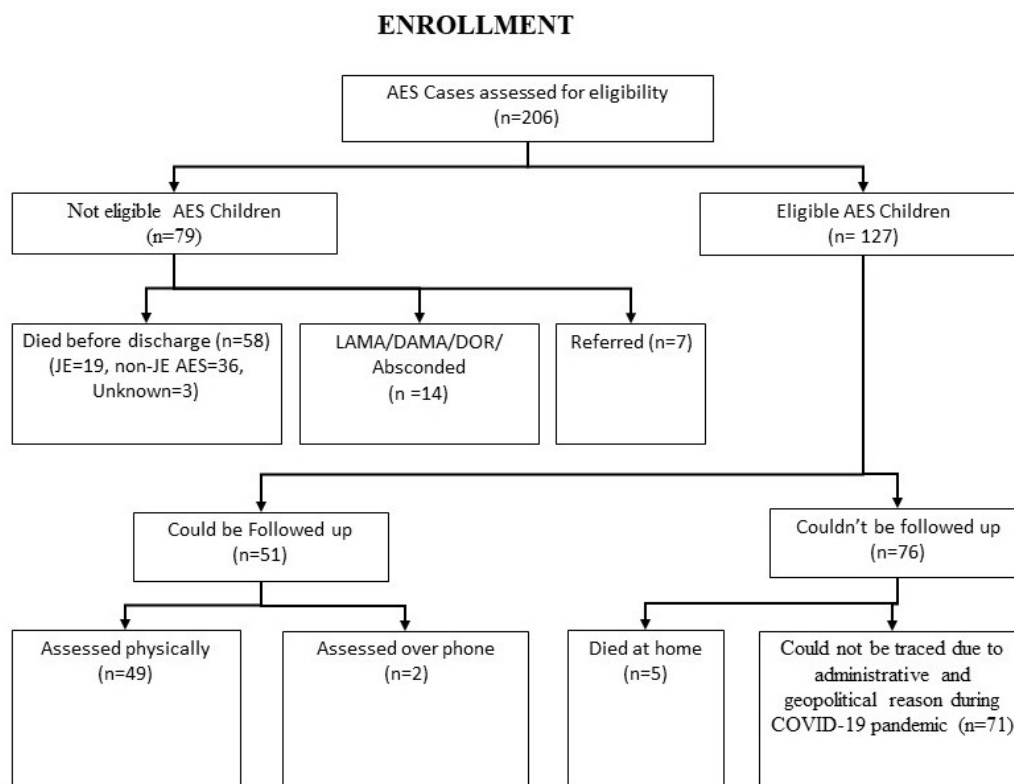 ENROLLMENT
AES Cases assessed for eligibility
(n=206)
Not eligible AES Children
(n=79)
Eligible AES Children
(n= 127)
Died before discharge (n=58)
(JE=19, non-JE AES=36,
Unknown=3)
LAMA/DAMA/DOR/
Absconded
(n =14)
Referred (n=7)
Could be Followed up
(n=51)
Couldn’t be followed up
(n=76)
Assessed physically
(n=49)
Assessed over phone
(n=2)
Died at home
(n=5)
Could not be traced due to
administrative and
geopolitical reason during
COVID-19 pandemic (n=71)